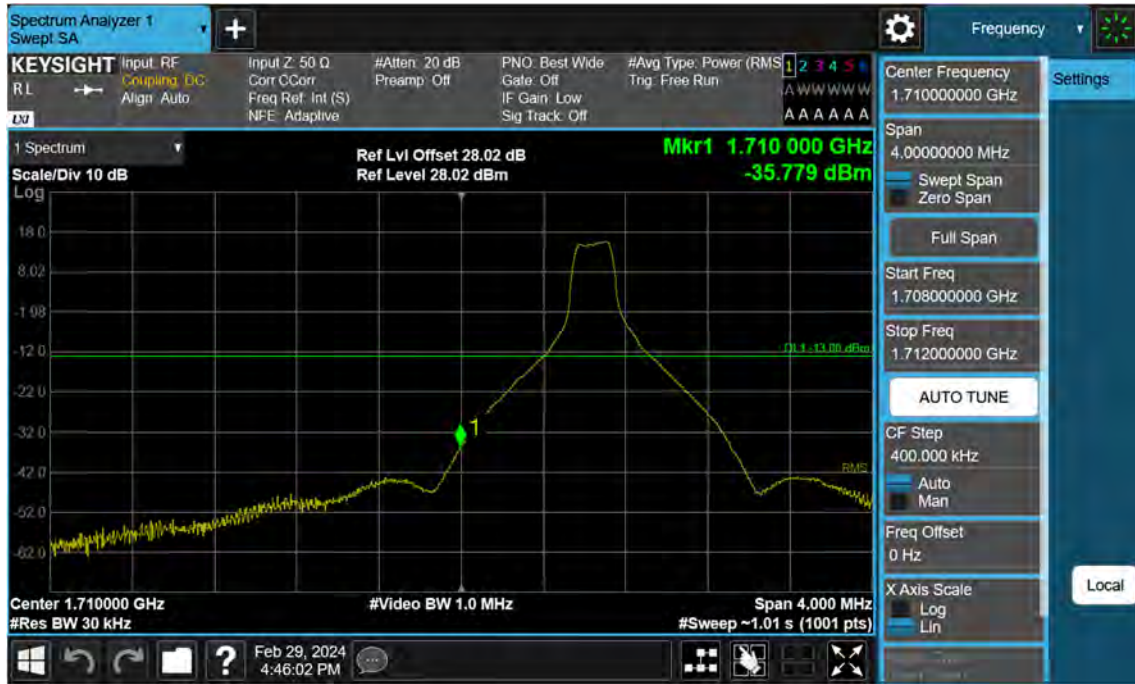 Spectrum Analyzer 1
Swept SA
+
Frequency
KEYSIGHT
RL
LXI
Input: RF
Coupling: DC
Align: Auto
Input Z: 50 Ω
Corr CCorr
Freq Ref: Int (S)
NFE: Adaptive
#Atten: 20 dB
Preamp: Off
PNO: Best Wide
Gate: Off
IF Gain: Low
Sig Track: Off
#Avg Type: Power (RMS
Trig: Free Run
1 2 3 4 5 6
A W W W W W
A A A A A A
1 Spectrum
Scale/Div 10 dB
Ref Lvl Offset 28.02 dB
Ref Level 28.02 dBm
Mkr1 1.710 000 GHz
-35.779 dBm
Log
18.0
8.02
-1.98
-12.0
-22.0
-32.0
-42.0
-52.0
-62.0
DL1 -13.00 dBm
1
RMS
Center 1.710000 GHz
#Res BW 30 kHz
#Video BW 1.0 MHz
Span 4.000 MHz
#Sweep ~1.01 s (1001 pts)
Center Frequency
1.710000000 GHz
Span
4.00000000 MHz
Swept Span
Zero Span
Full Span
Start Freq
1.708000000 GHz
Stop Freq
1.712000000 GHz
AUTO TUNE
CF Step
400.000 kHz
Auto
Man
Freq Offset
0 Hz
X Axis Scale
Log
Lin
Settings
Local
?
Feb 29, 2024
4:46:02 PM